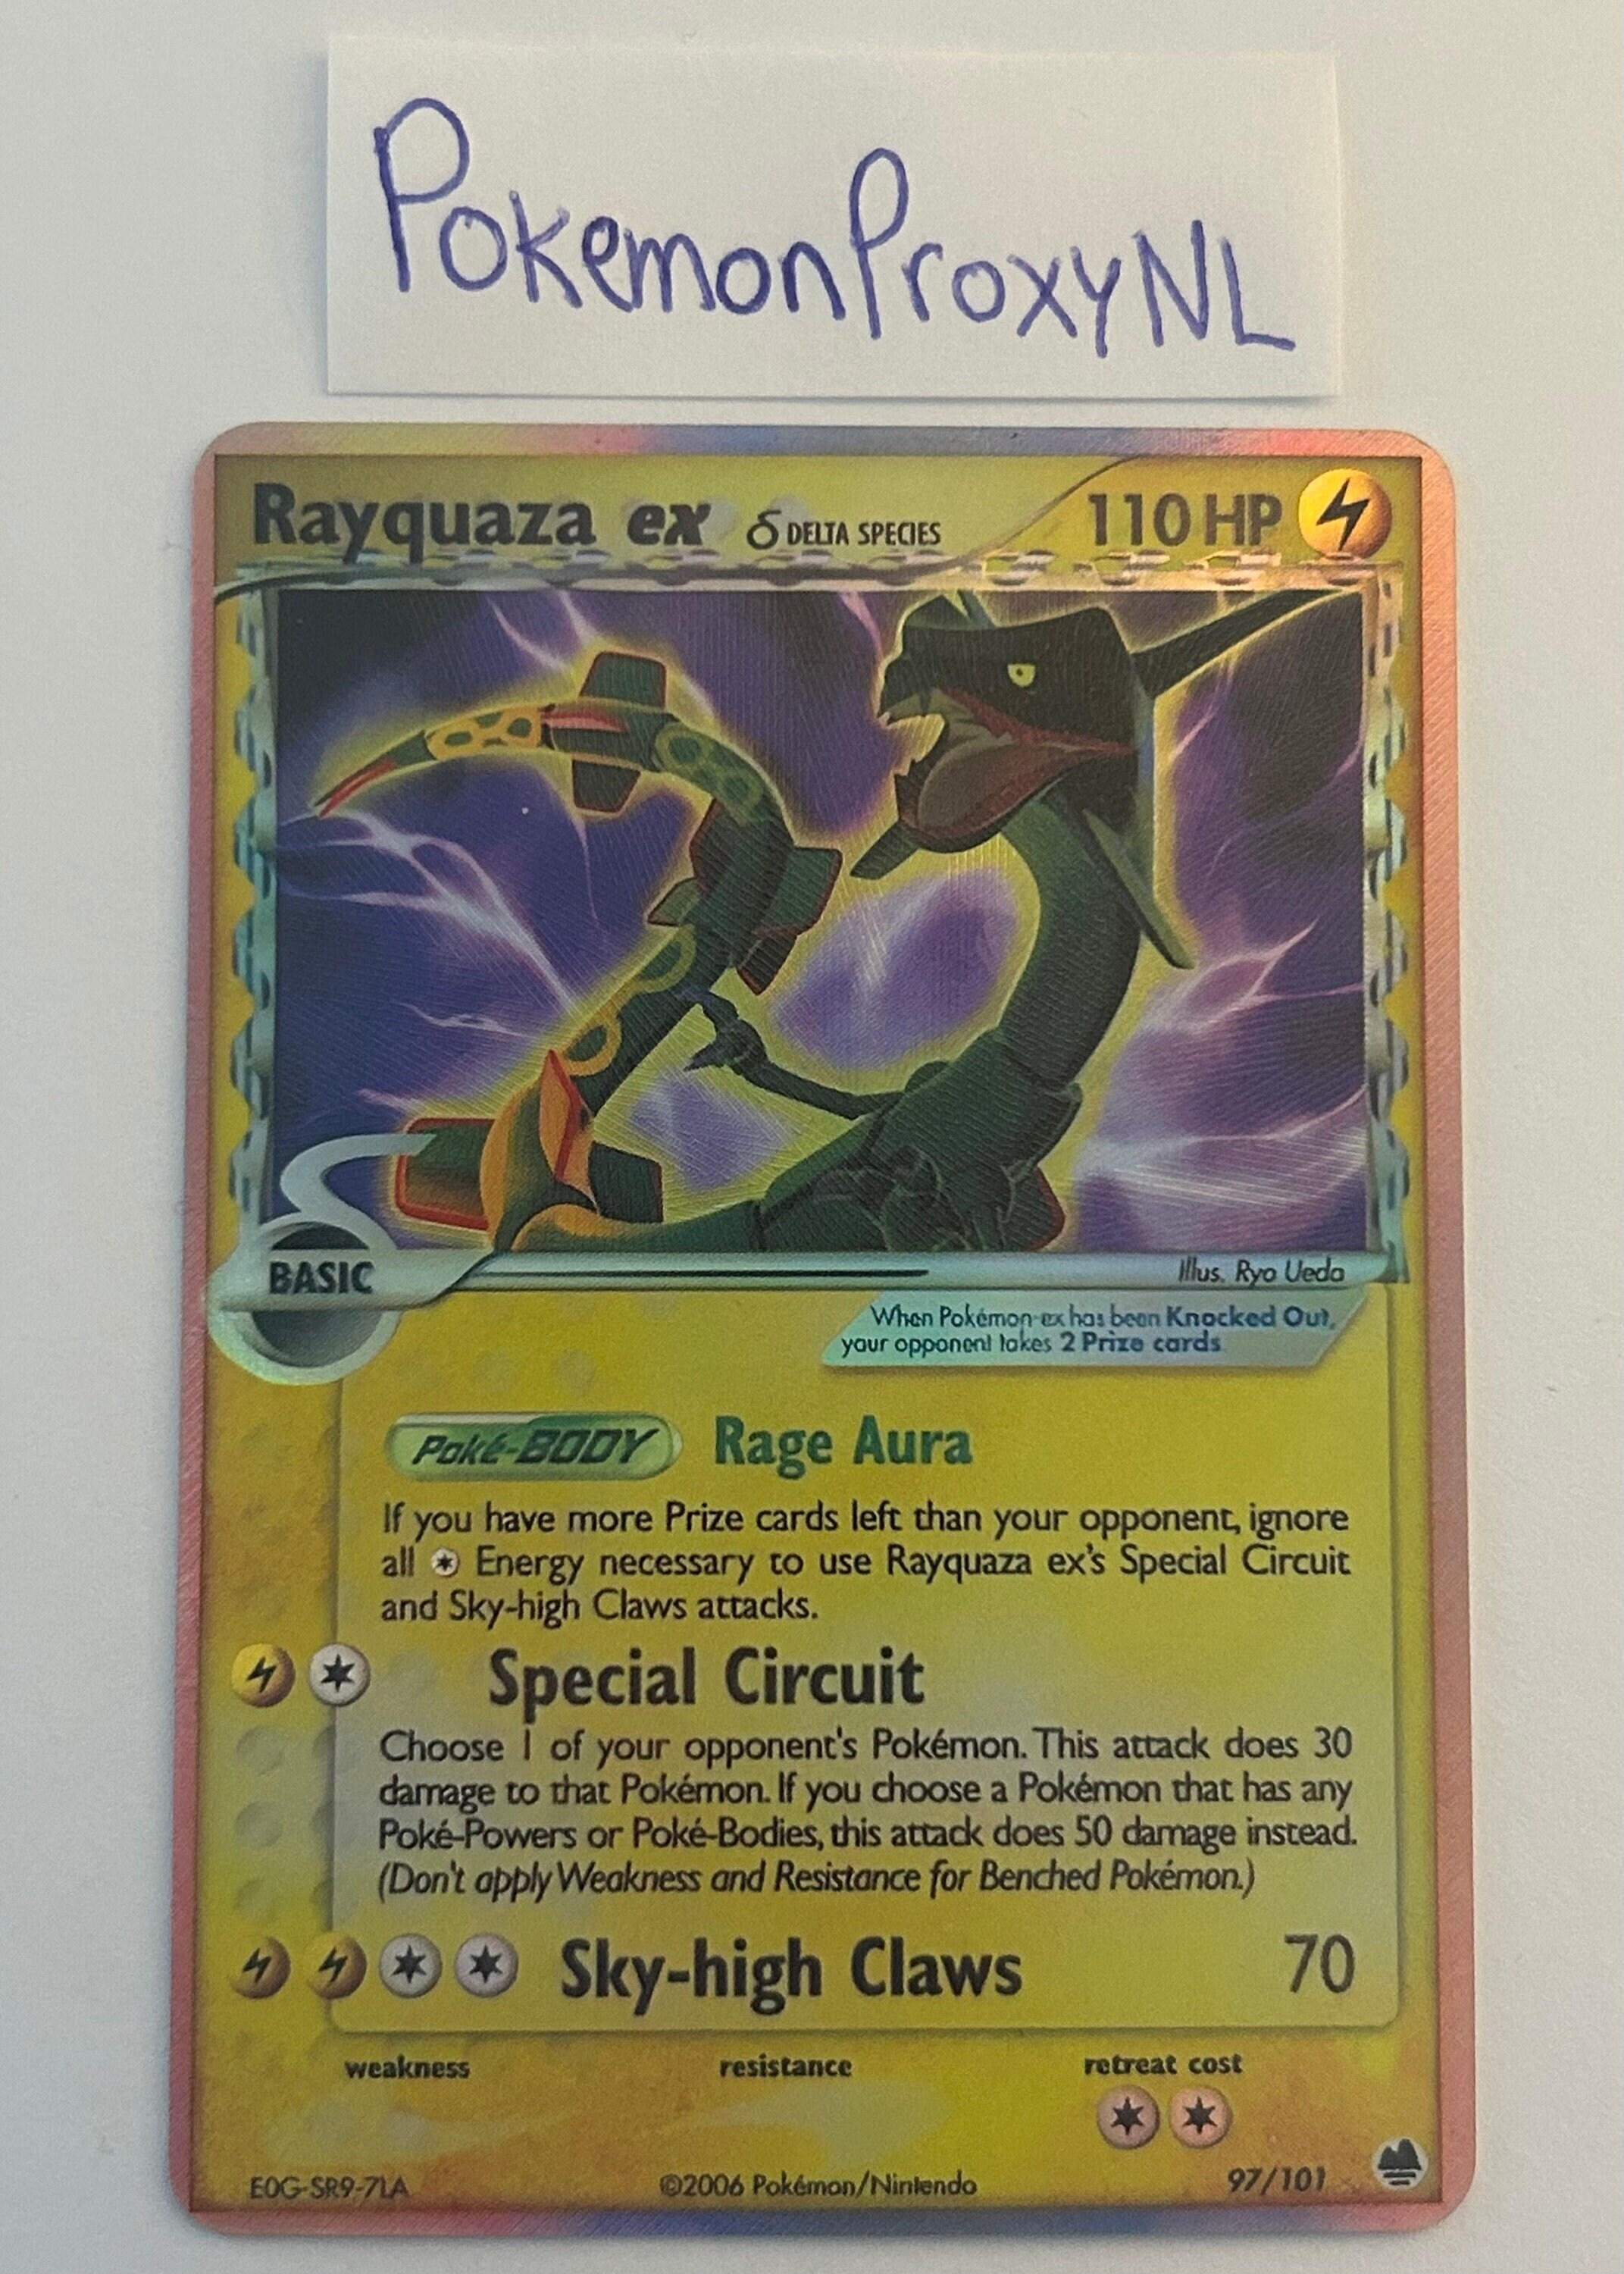 PokemonProxyNL
Rayquaza ex δ DELTA SPECIES 110 HP
BASIC
Illus. Ryo Ueda
When Pokémon-ex has been Knocked Out,
your opponent takes 2 Prize cards
Poké-BODY Rage Aura
If you have more Prize cards left than your opponent, ignore
all Energy necessary to use Rayquaza ex's Special Circuit
and Sky-high Claws attacks.
Special Circuit
Choose 1 of your opponent's Pokémon. This attack does 30
damage to that Pokémon. If you choose a Pokémon that has any
Poké-Powers or Poké-Bodies, this attack does 50 damage instead.
(Don't apply Weakness and Resistance for Benched Pokémon.)
Sky-high Claws 70
weakness resistance retreat cost
E0G-SR9-7LA ©2006 Pokémon/Nintendo 97/101